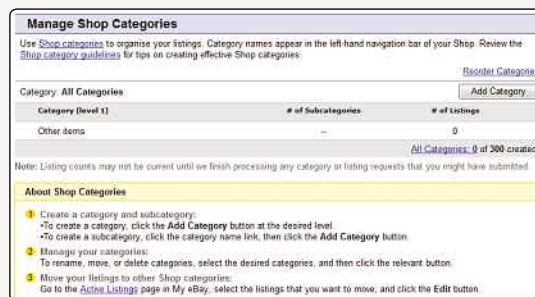 Manage Shop Categories
Use Shop categories to organise your listings. Category names appear in the left-hand navigation bar of your Shop. Review the
Shop category guidelines for tips on creating effective Shop categories.
Reorder Categorie
Category: All Categories
Add Category
Category (level 1) # of Subcategories # of Listings
Other items -- 0
All Categories: 0 of 300 created
Note: Listing counts may not be current until we finish processing any category or listing requests that you might have submitted.
About Shop Categories
1 Create a category and subcategory:
•To create a category, click the Add Category button at the desired level.
•To create a subcategory, click the category name link, then click the Add Category button.
2 Manage your categories:
To rename, move, or delete categories, select the desired categories, and then click the relevant button.
3 Move your listings to other Shop categories:
Go to the Active Listings page in My eBay, select the listings that you want to move, and click the Edit button.